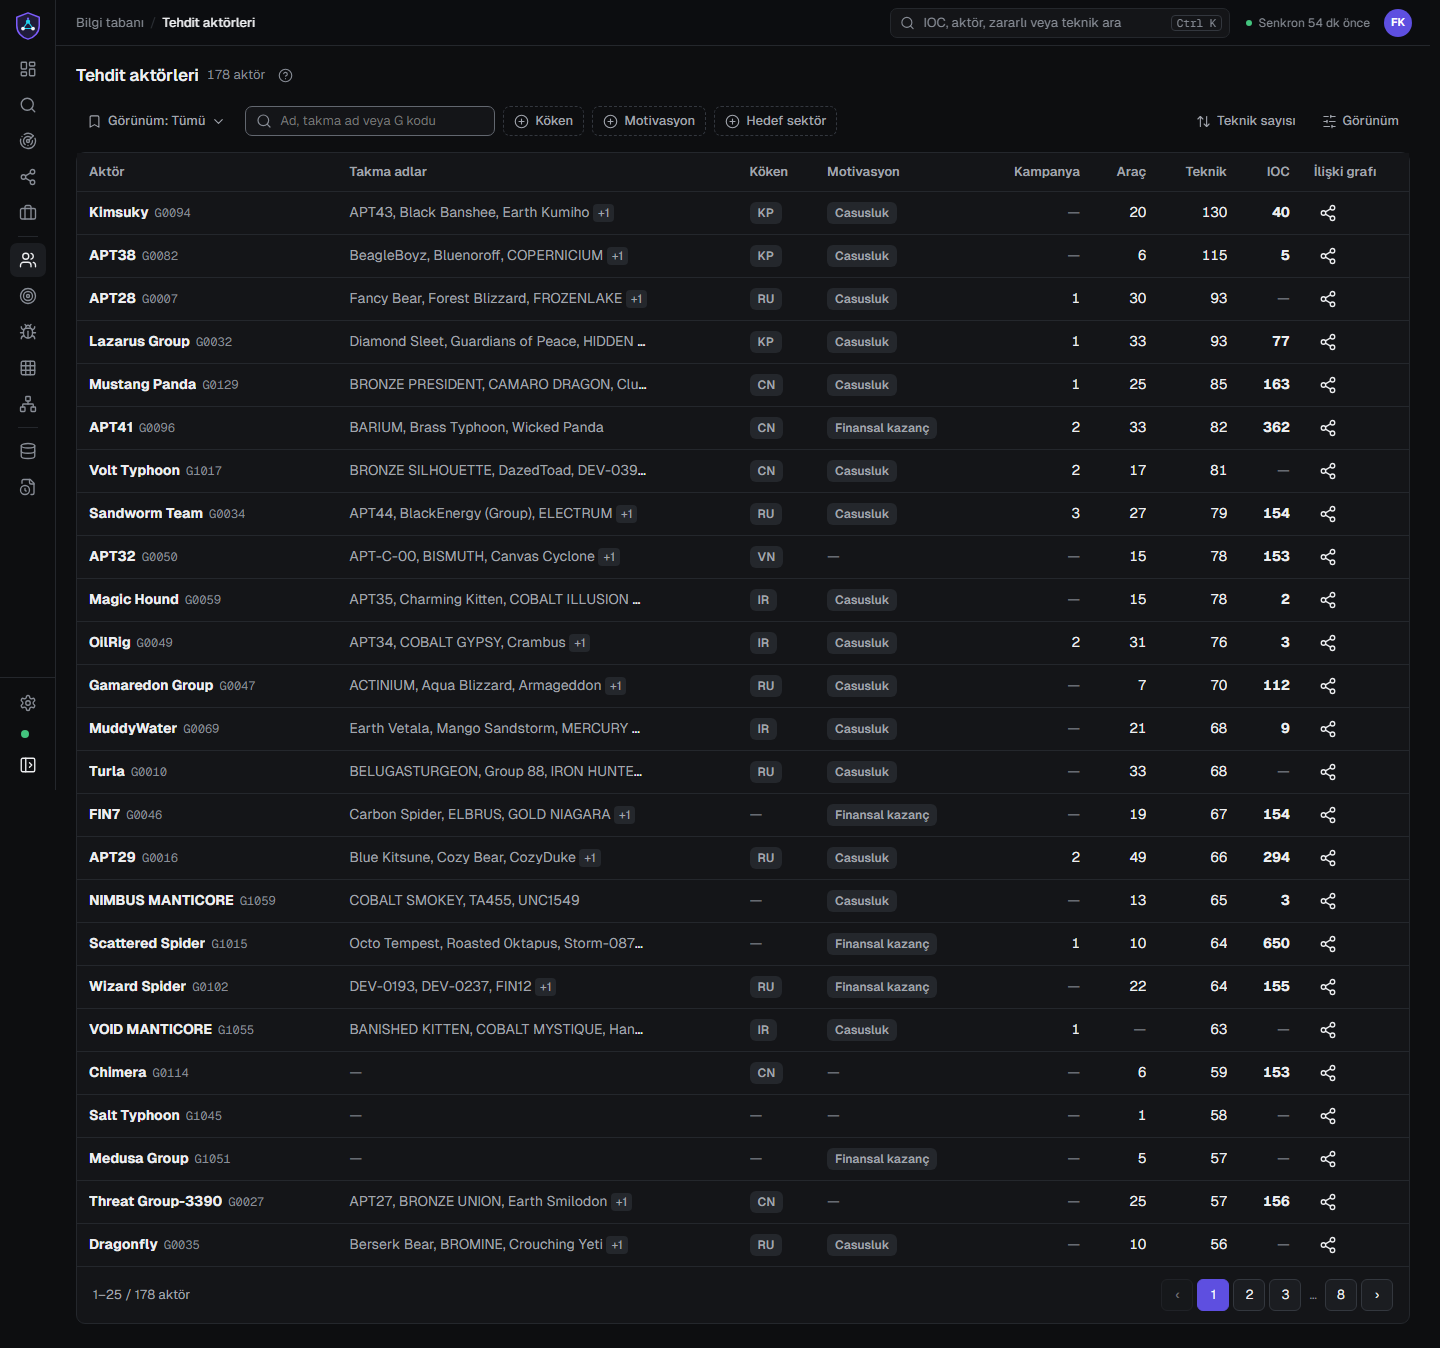 Bilgi tabanı / Tehdit aktörleri
IOC, aktör, zararlı veya teknik ara Ctrl K
Senkron 54 dk önce
FK
Tehdit aktörleri 178 aktör
Görünüm: Tümü
Ad, takma ad veya G kodu
Köken
Motivasyon
Hedef sektör
Teknik sayısı
Görünüm
Aktör Takma adlar Köken Motivasyon Kampanya Araç Teknik IOC İlişki grafı
Kimsuky G0094 APT43, Black Banshee, Earth Kumiho +1 KP Casusluk — 20 130 40
APT38 G0082 BeagleBoyz, Bluenoroff, COPERNICIUM +1 KP Casusluk — 6 115 5
APT28 G0007 Fancy Bear, Forest Blizzard, FROZENLAKE +1 RU Casusluk 1 30 93 —
Lazarus Group G0032 Diamond Sleet, Guardians of Peace, HIDDEN … KP Casusluk 1 33 93 77
Mustang Panda G0129 BRONZE PRESIDENT, CAMARO DRAGON, Clu… CN Casusluk 1 25 85 163
APT41 G0096 BARIUM, Brass Typhoon, Wicked Panda CN Finansal kazanç 2 33 82 362
Volt Typhoon G1017 BRONZE SILHOUETTE, DazedToad, DEV-039… CN Casusluk 2 17 81 —
Sandworm Team G0034 APT44, BlackEnergy (Group), ELECTRUM +1 RU Casusluk 3 27 79 154
APT32 G0050 APT-C-00, BISMUTH, Canvas Cyclone +1 VN — — 15 78 153
Magic Hound G0059 APT35, Charming Kitten, COBALT ILLUSION … IR Casusluk — 15 78 2
OilRig G0049 APT34, COBALT GYPSY, Crambus +1 IR Casusluk 2 31 76 3
Gamaredon Group G0047 ACTINIUM, Aqua Blizzard, Armageddon +1 RU Casusluk — 7 70 112
MuddyWater G0069 Earth Vetala, Mango Sandstorm, MERCURY … IR Casusluk — 21 68 9
Turla G0010 BELUGASTURGEON, Group 88, IRON HUNTE… RU Casusluk — 33 68 —
FIN7 G0046 Carbon Spider, ELBRUS, GOLD NIAGARA +1 — Finansal kazanç — 19 67 154
APT29 G0016 Blue Kitsune, Cozy Bear, CozyDuke +1 RU Casusluk 2 49 66 294
NIMBUS MANTICORE G1059 COBALT SMOKEY, TA455, UNC1549 — Casusluk — 13 65 3
Scattered Spider G1015 Octo Tempest, Roasted 0ktapus, Storm-087… — Finansal kazanç 1 10 64 650
Wizard Spider G0102 DEV-0193, DEV-0237, FIN12 +1 RU Finansal kazanç — 22 64 155
VOID MANTICORE G1055 BANISHED KITTEN, COBALT MYSTIQUE, Han… IR Casusluk 1 — 63 —
Chimera G0114 — CN — — 6 59 153
Salt Typhoon G1045 — — — — 1 58 —
Medusa Group G1051 — — Finansal kazanç — 5 57 —
Threat Group-3390 G0027 APT27, BRONZE UNION, Earth Smilodon +1 CN — — 25 57 156
Dragonfly G0035 Berserk Bear, BROMINE, Crouching Yeti +1 RU Casusluk — 10 56 —
1–25 / 178 aktör ‹ 1 2 3 … 8 ›